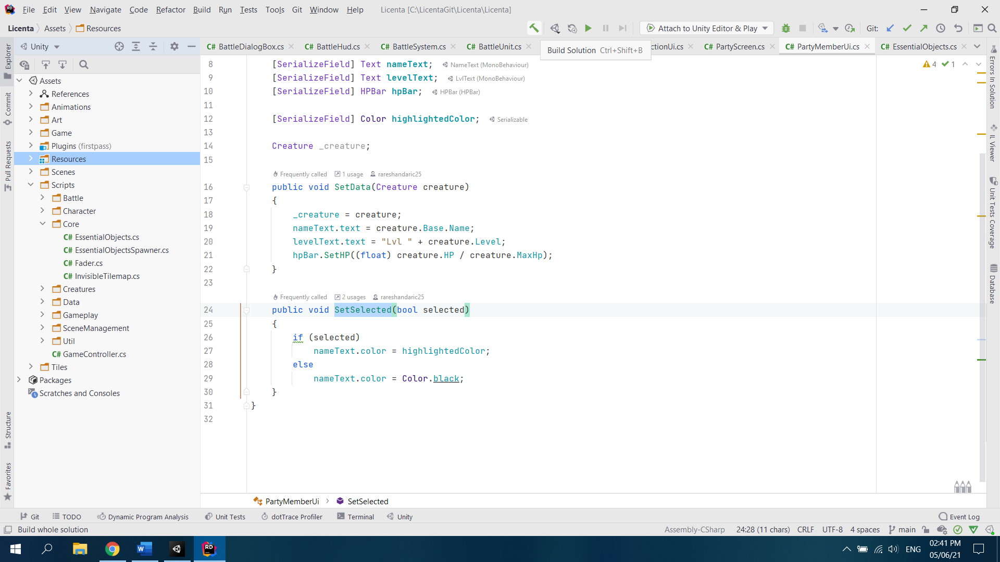 File Edit View Navigate Code Refactor Build Run Tests Tools Git Window Help Licenta [C:\LicentaGit\Licenta\Licenta]
Licenta Assets Resources Attach to Unity Editor & Play Git:
Unity BattleDialogBox.cs BattleHud.cs BattleSystem.cs BattleUnit.cs ctionUi.cs PartyScreen.cs PartyMemberUi.cs EssentialObjects.cs
Build Solution Ctrl+Shift+B
Explorer
Commit
Pull Requests
Structure
Favorites
Assets
References
Animations
Art
Game
Plugins (firstpass)
Resources
Scenes
Scripts
Battle
Character
Core
C# EssentialObjects.cs
C# EssentialObjectsSpawner.cs
C# Fader.cs
C# InvisibleTilemap.cs
Creatures
Data
Gameplay
SceneManagement
Util
C# GameController.cs
Tiles
Packages
Scratches and Consoles
8 [SerializeField] Text nameText; NameText (MonoBehaviour)
9 [SerializeField] Text levelText; LvlText (MonoBehaviour)
10 [SerializeField] HPBar hpBar; HPBar (HPBar)
11
12 [SerializeField] Color highlightedColor; Serializable
13
14 Creature _creature;
15
Frequently called 1 usage rareshandaric25
16 public void SetData(Creature creature)
17 {
18 _creature = creature;
19 nameText.text = creature.Base.Name;
20 levelText.text = "Lvl " + creature.Level;
21 hpBar.SetHP((float) creature.HP / creature.MaxHp);
22 }
23
Frequently called 2 usages rareshandaric25
24 public void SetSelected(bool selected)
25 {
26 if (selected)
27 nameText.color = highlightedColor;
28 else
29 nameText.color = Color.black;
30 }
31 }
32
4 1
Errors In Solution
IL Viewer
Unit Tests Coverage
Database
PartyMemberUi SetSelected
Git TODO Dynamic Program Analysis Unit Tests dotTrace Profiler Terminal Unity Event Log
Build whole solution Assembly-CSharp 24:28 (11 chars) CRLF UTF-8 4 spaces main
ENG 02:41 PM
05/06/21